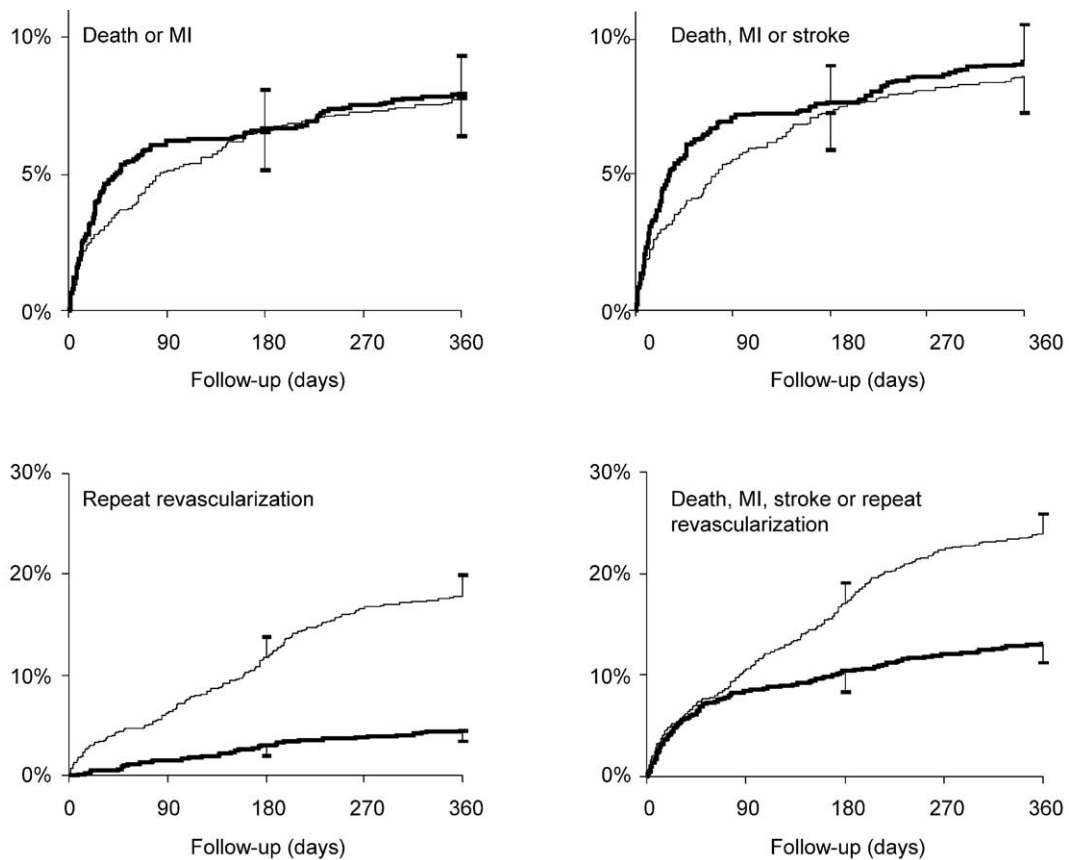 Death or MI
10%
5%
0%
0 90 180 270 360
Follow-up (days)
Death, MI or stroke
10%
5%
0%
0 90 180 270 360
Follow-up (days)
Repeat revascularization
30%
20%
10%
0%
0 90 180 270 360
Follow-up (days)
Death, MI, stroke or repeat
revascularization
30%
20%
10%
0%
0 90 180 270 360
Follow-up (days)